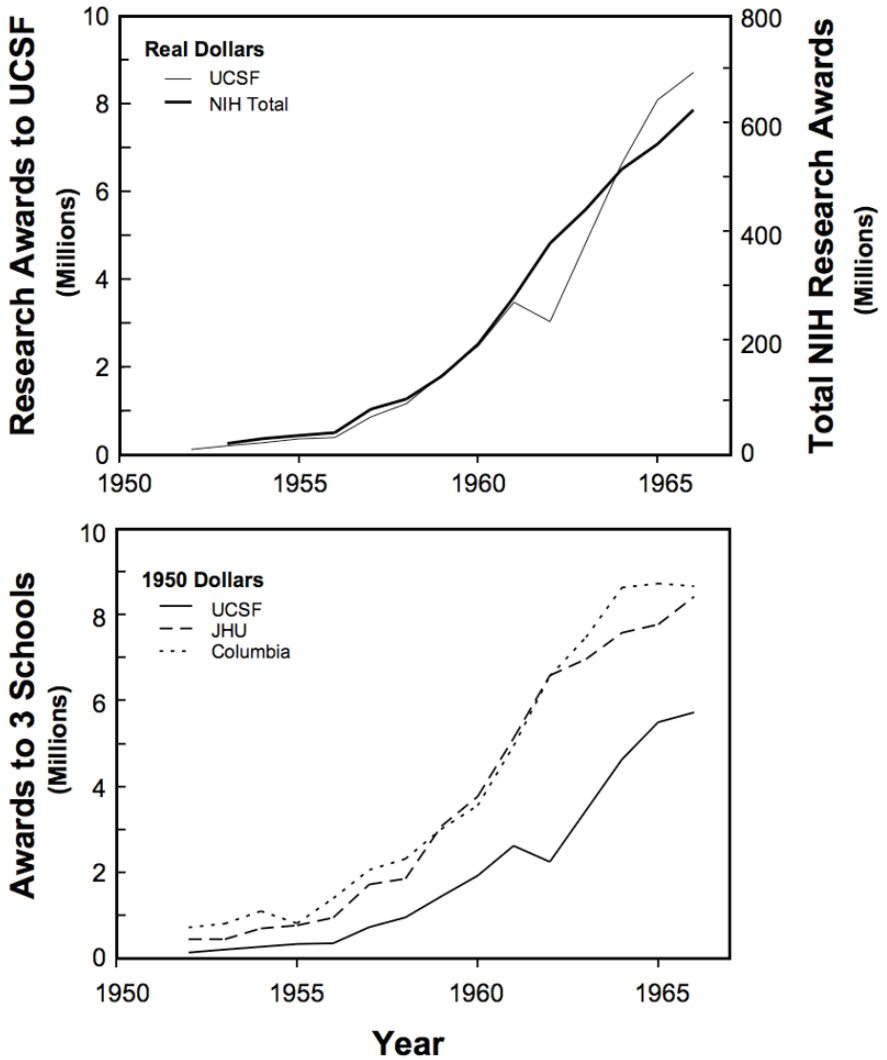 Research Awards to UCSF
(Millions)
10
8
6
4
2
0
Real Dollars
UCSF
NIH Total
800
600
400
200
0
Total NIH Research Awards
(Millions)
1950
1955
1960
1965
Awards to 3 Schools
(Millions)
10
8
6
4
2
0
1950 Dollars
UCSF
JHU
Columbia
1950
1955
1960
1965
Year